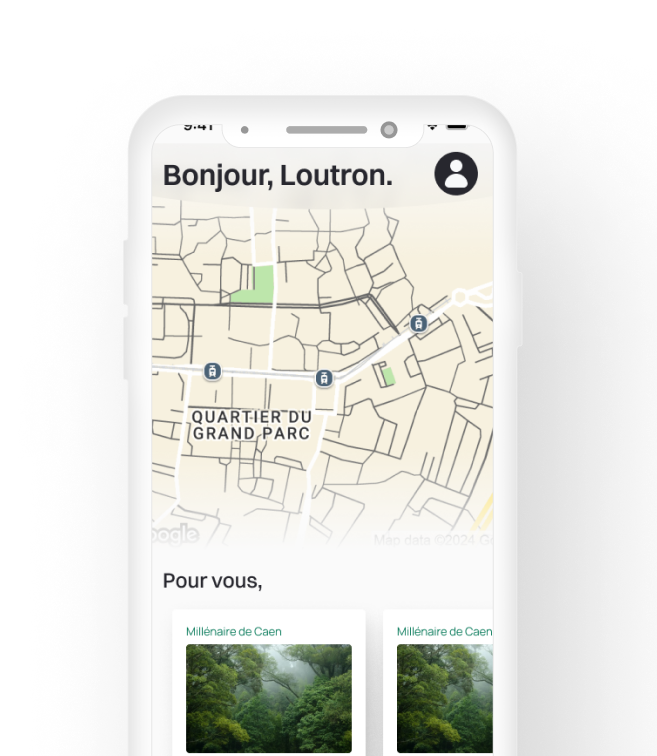 9:41
Bonjour, Loutron.
QUARTIER DU
GRAND PARC
oogle
Map data ©2024 Go
Pour vous,
Millénaire de Caen
Millénaire de Caen